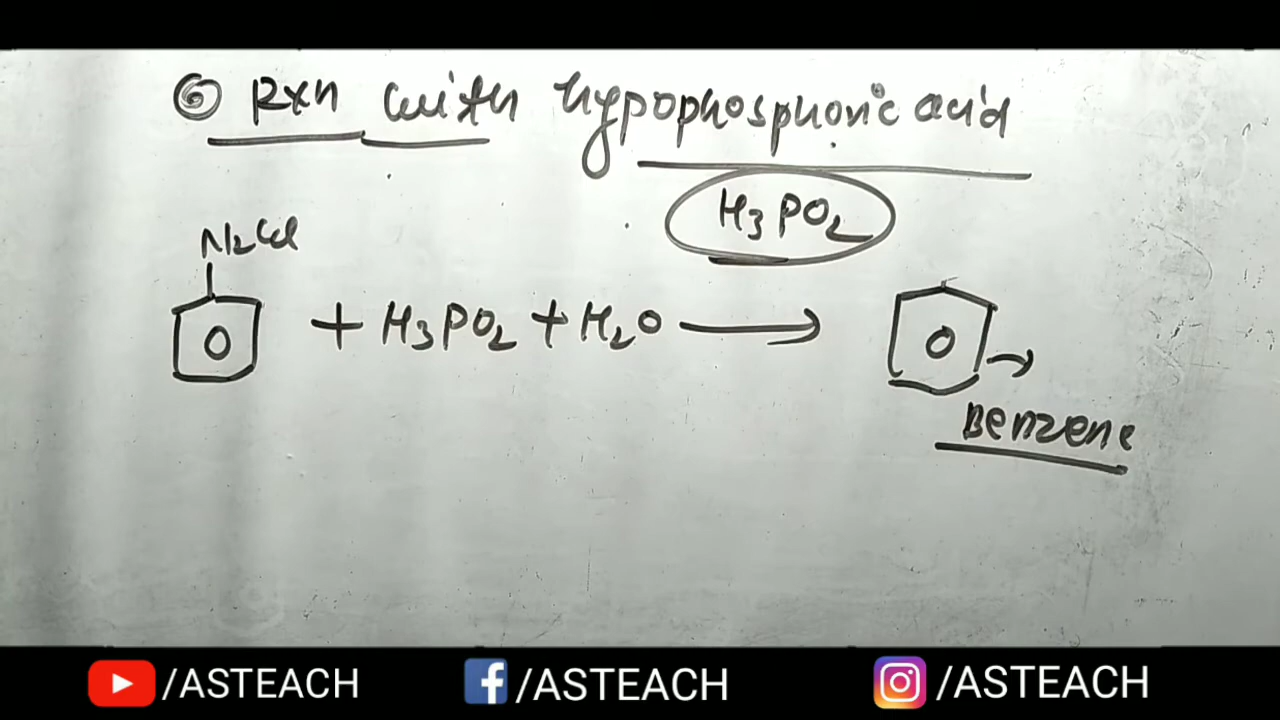 ⑥ Rxn with hypophosphoric acid
H₃PO₂
N₂Cl
+ H₃PO₂ + H₂O ⟶
Benzene
/ASTEACH /ASTEACH /ASTEACH